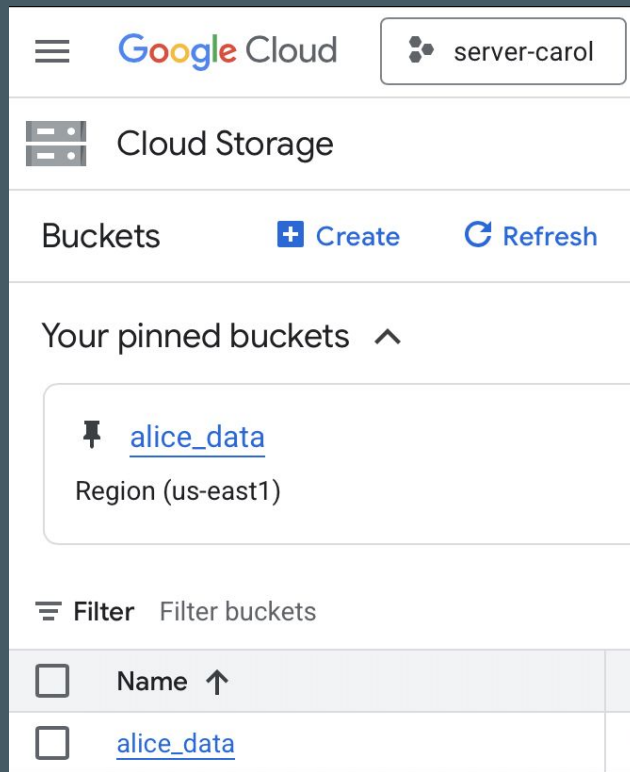 Google Cloud server-carol
Cloud Storage
Buckets Create Refresh
Your pinned buckets
alice_data
Region (us-east1)
Filter Filter buckets
Name
alice_data